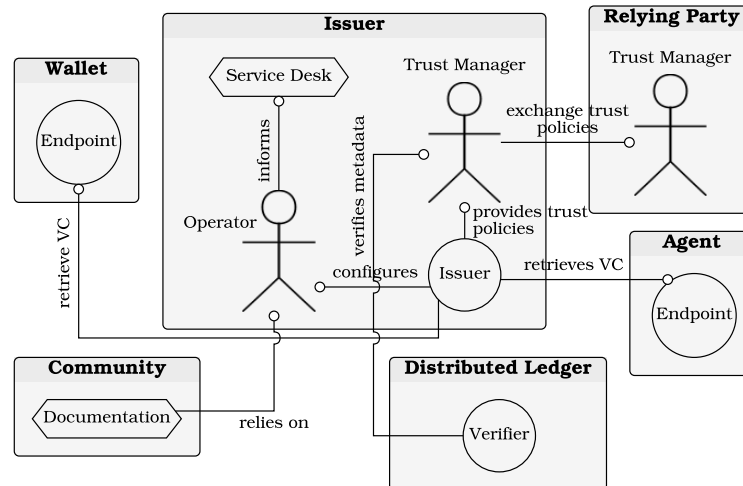 Issuer
Relying Party
Wallet
Service Desk
Trust Manager
Trust Manager
exchange trust
policies
Endpoint
informs
verifies metadata
Operator
provides trust
policies
retrieve VC
configures
Issuer
retrieves VC
Agent
Endpoint
Community
Distributed Ledger
Documentation
relies on
Verifier